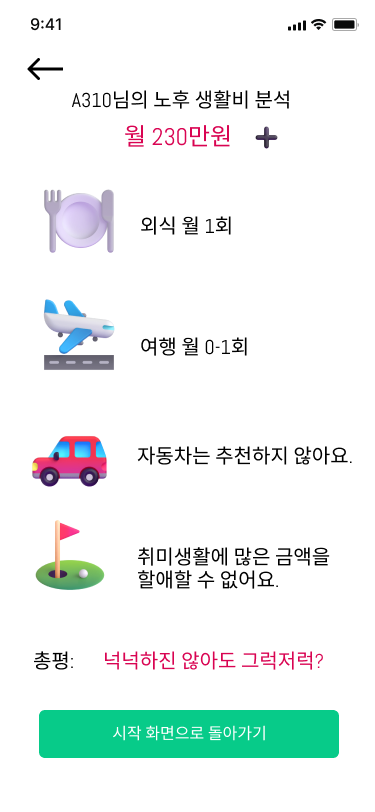 9:41
A310님의 노후 생활비 분석
월 230만원
외식 월 1회
여행 월 0-1회
자동차는 추천하지 않아요.
취미생활에 많은 금액을
할애할 수 없어요.
총평: 넉넉하진 않아도 그럭저럭?
시작 화면으로 돌아가기